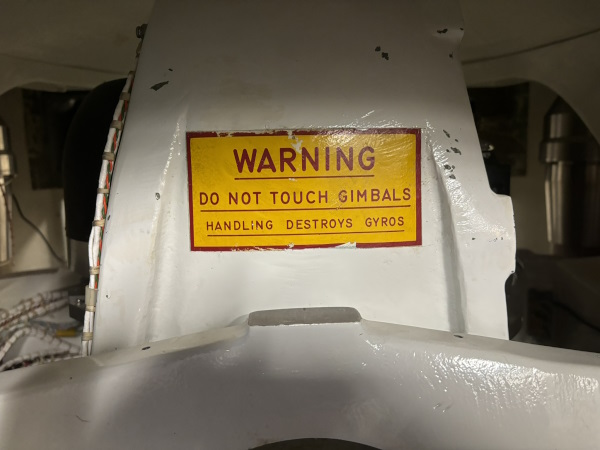 WARNING
DO NOT TOUCH GIMBALS
HANDLING DESTROYS GYROS